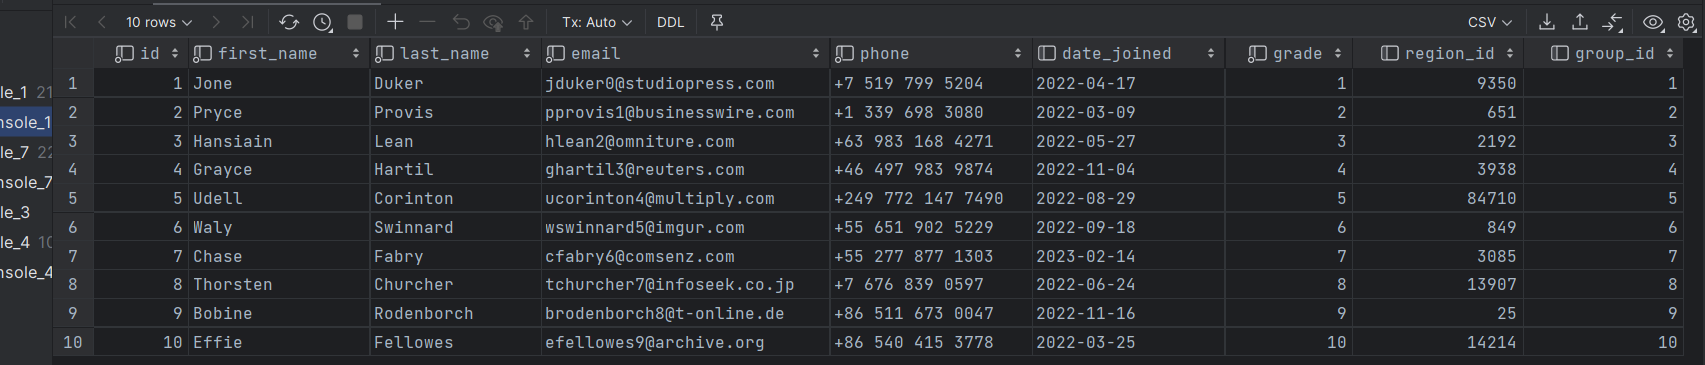 10 rows Tx: Auto DDL CSV
id first_name last_name email phone date_joined grade region_id group_id
1 1 Jone Duker jduker0@studiopress.com +7 519 799 5204 2022-04-17 1 9350 1
le_1 21
2 2 Pryce Provis pprovis1@businesswire.com +1 339 698 3080 2022-03-09 2 651 2
nsole_1
3 3 Hansiain Lean hlean2@omniture.com +63 983 168 4271 2022-05-27 3 2192 3
le_7 22
4 4 Grayce Hartil ghartil3@reuters.com +46 497 983 9874 2022-11-04 4 3938 4
nsole_7
5 5 Udell Corinton ucorinton4@multiply.com +249 772 147 7490 2022-08-29 5 84710 5
le_3
6 6 Waly Swinnard wswinnard5@imgur.com +55 651 902 5229 2022-09-18 6 849 6
le_4 10
7 7 Chase Fabry cfabry6@comsenz.com +55 277 877 1303 2023-02-14 7 3085 7
nsole_4
8 8 Thorsten Churcher tchurcher7@infoseek.co.jp +7 676 839 0597 2022-06-24 8 13907 8
9 9 Bobine Rodenborch brodenborch8@t-online.de +86 511 673 0047 2022-11-16 9 25 9
10 10 Effie Fellowes efellowes9@archive.org +86 540 415 3778 2022-03-25 10 14214 10